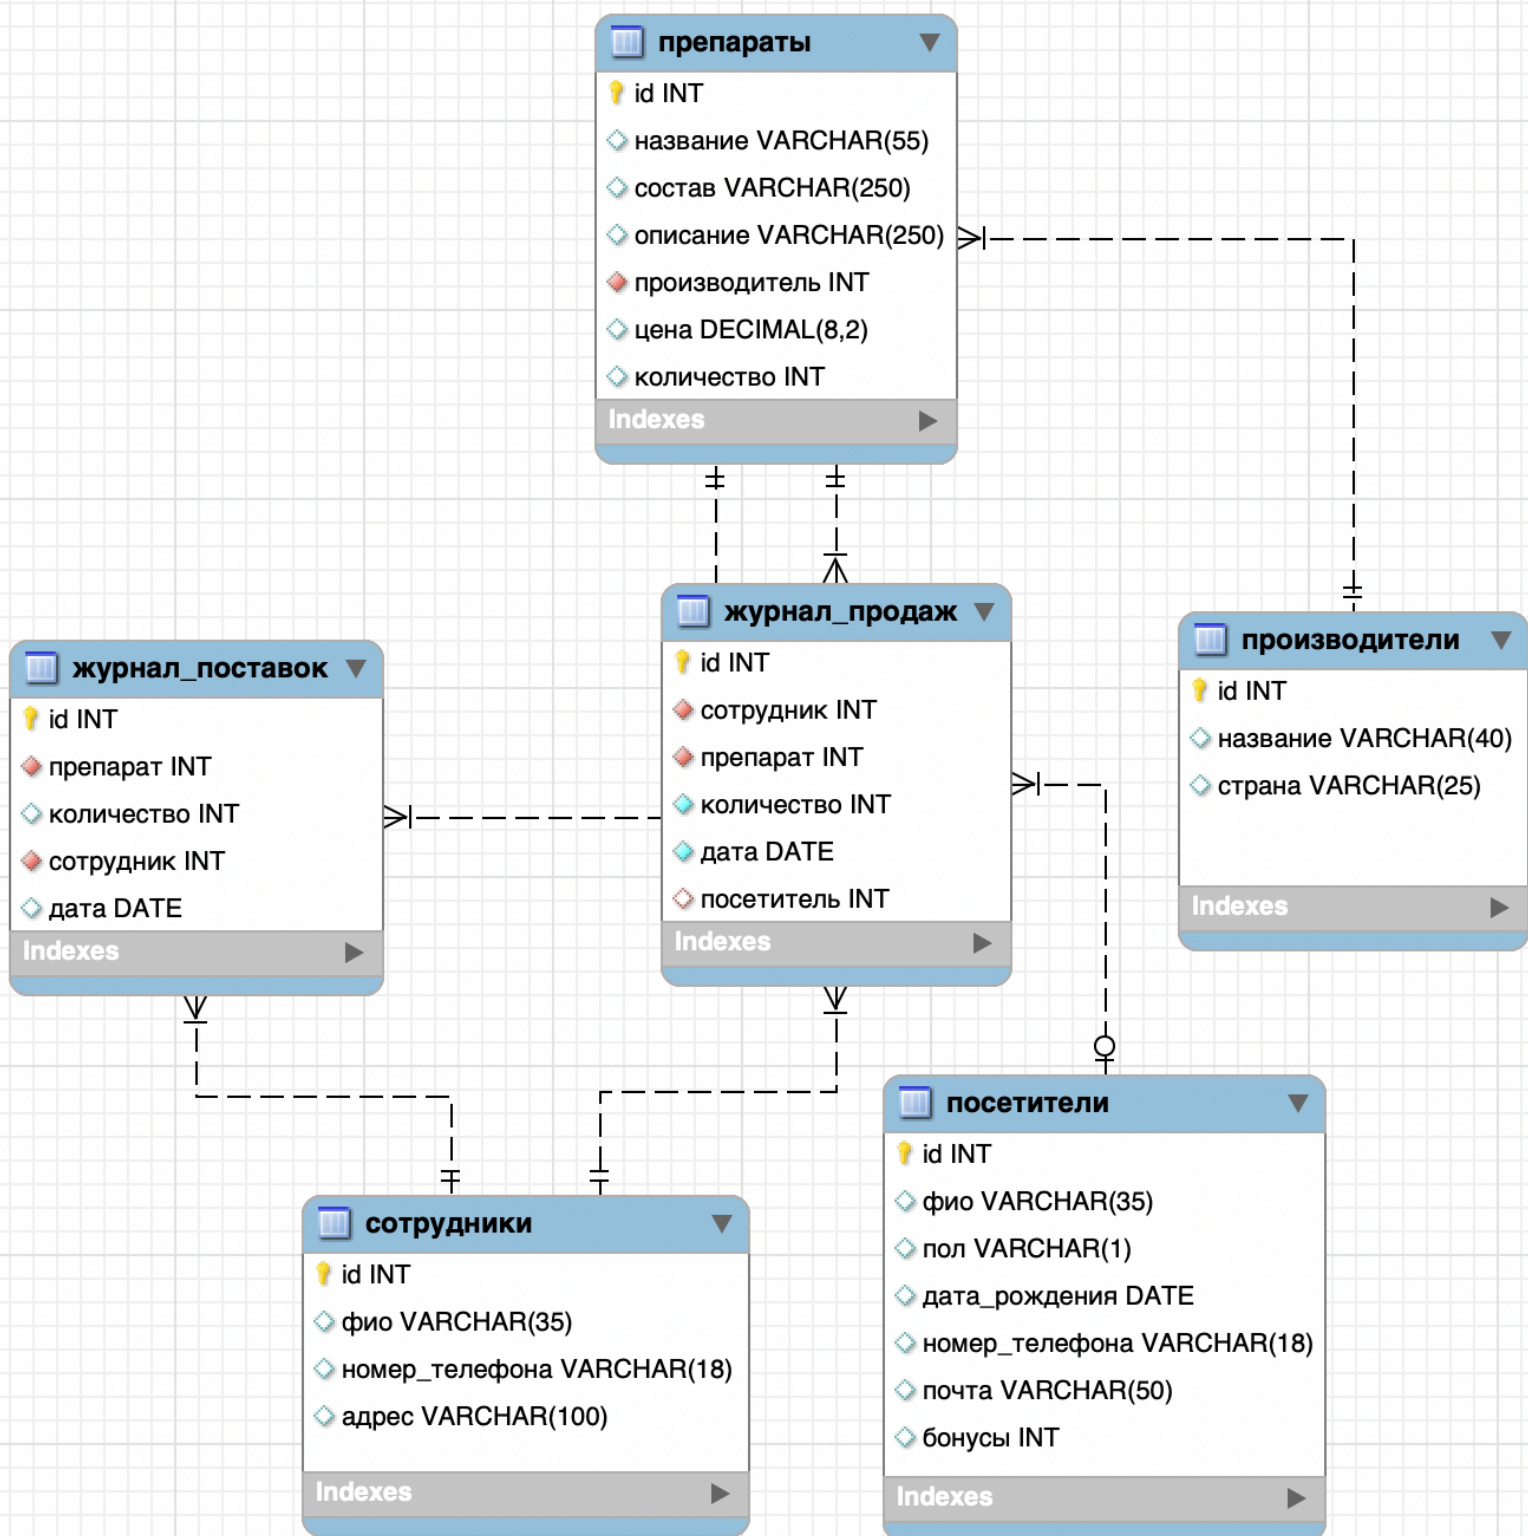 препараты
id INT
название VARCHAR(55)
состав VARCHAR(250)
описание VARCHAR(250)
производитель INT
цена DECIMAL(8,2)
количество INT
Indexes
журнал_поставок
id INT
препарат INT
количество INT
сотрудник INT
дата DATE
Indexes
журнал_продаж
id INT
сотрудник INT
препарат INT
количество INT
дата DATE
посетитель INT
Indexes
производители
id INT
название VARCHAR(40)
страна VARCHAR(25)
Indexes
сотрудники
id INT
фио VARCHAR(35)
номер_телефона VARCHAR(18)
адрес VARCHAR(100)
Indexes
посетители
id INT
фио VARCHAR(35)
пол VARCHAR(1)
дата_рождения DATE
номер_телефона VARCHAR(18)
почта VARCHAR(50)
бонусы INT
Indexes